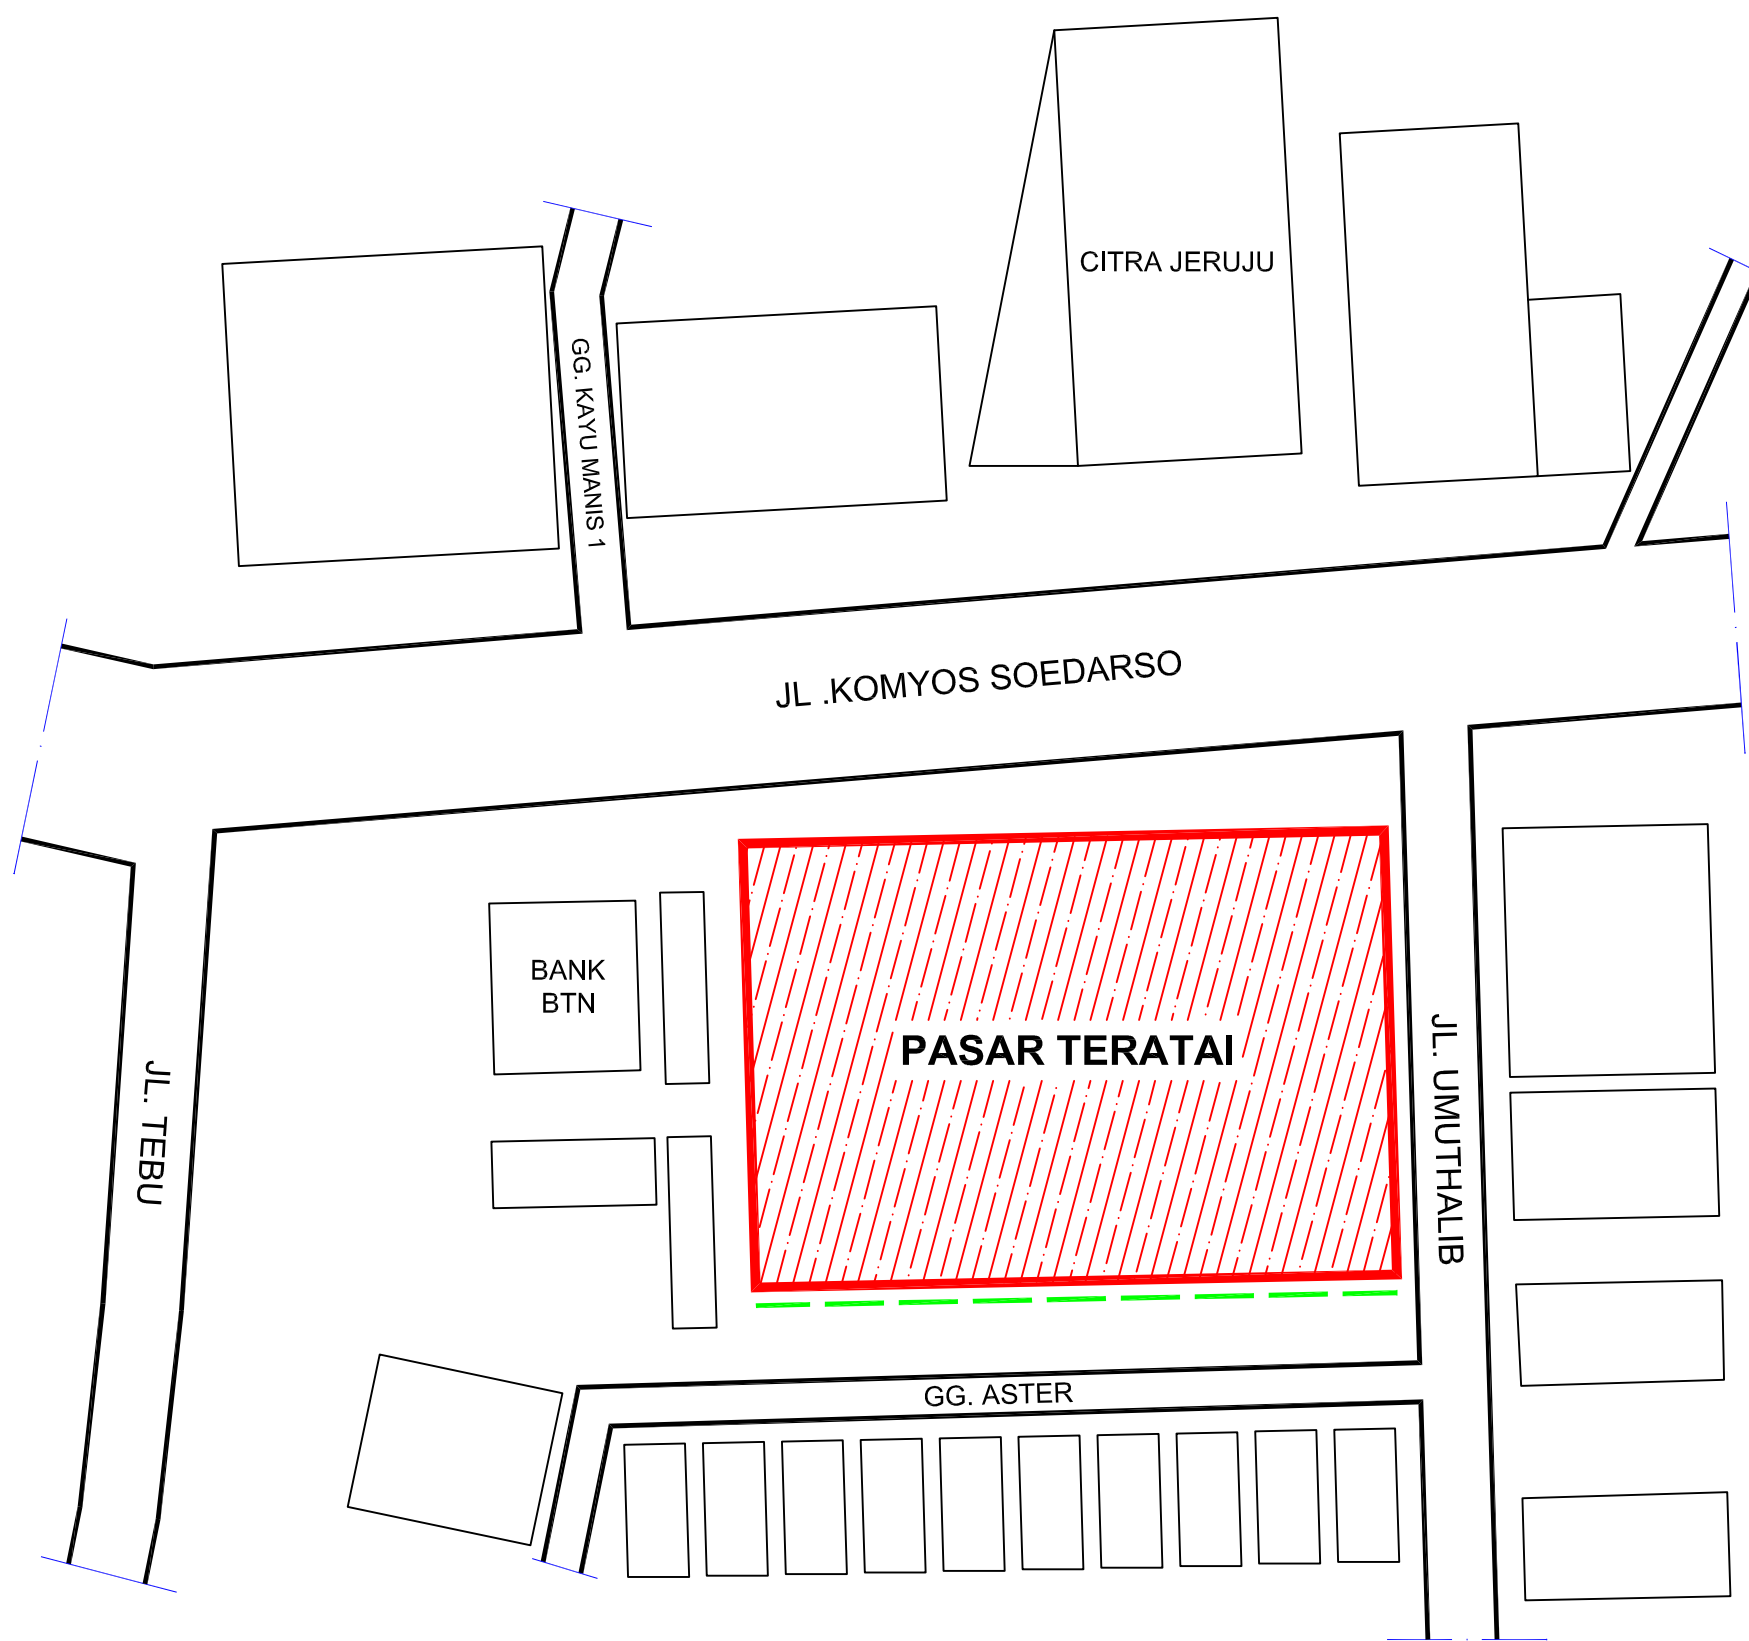 CITRA JERUJU
GG. KAYU MANIS 1
JL .KOMYOS SOEDARSO
BANK
BTN
PASAR TERATAI
JL. UMUTHALIB
JL. TEBU
GG. ASTER